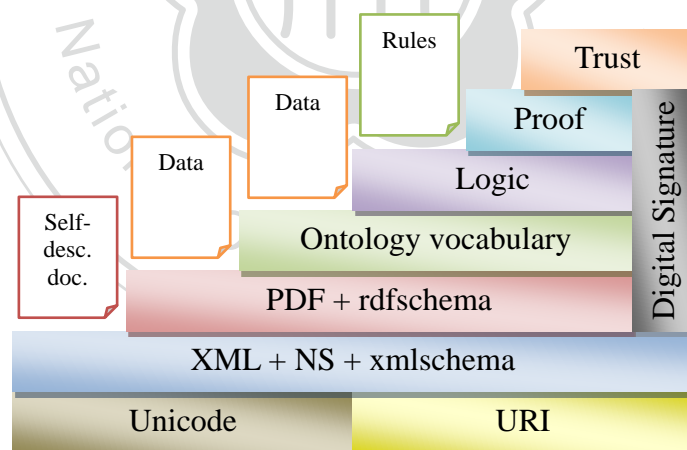 Rules
Trust
Data
Proof
Data
Logic
Self-
desc.
doc.
Ontology vocabulary
Digital Signature
PDF + rdfschema
XML + NS + xmlschema
Unicode
URI
Natio